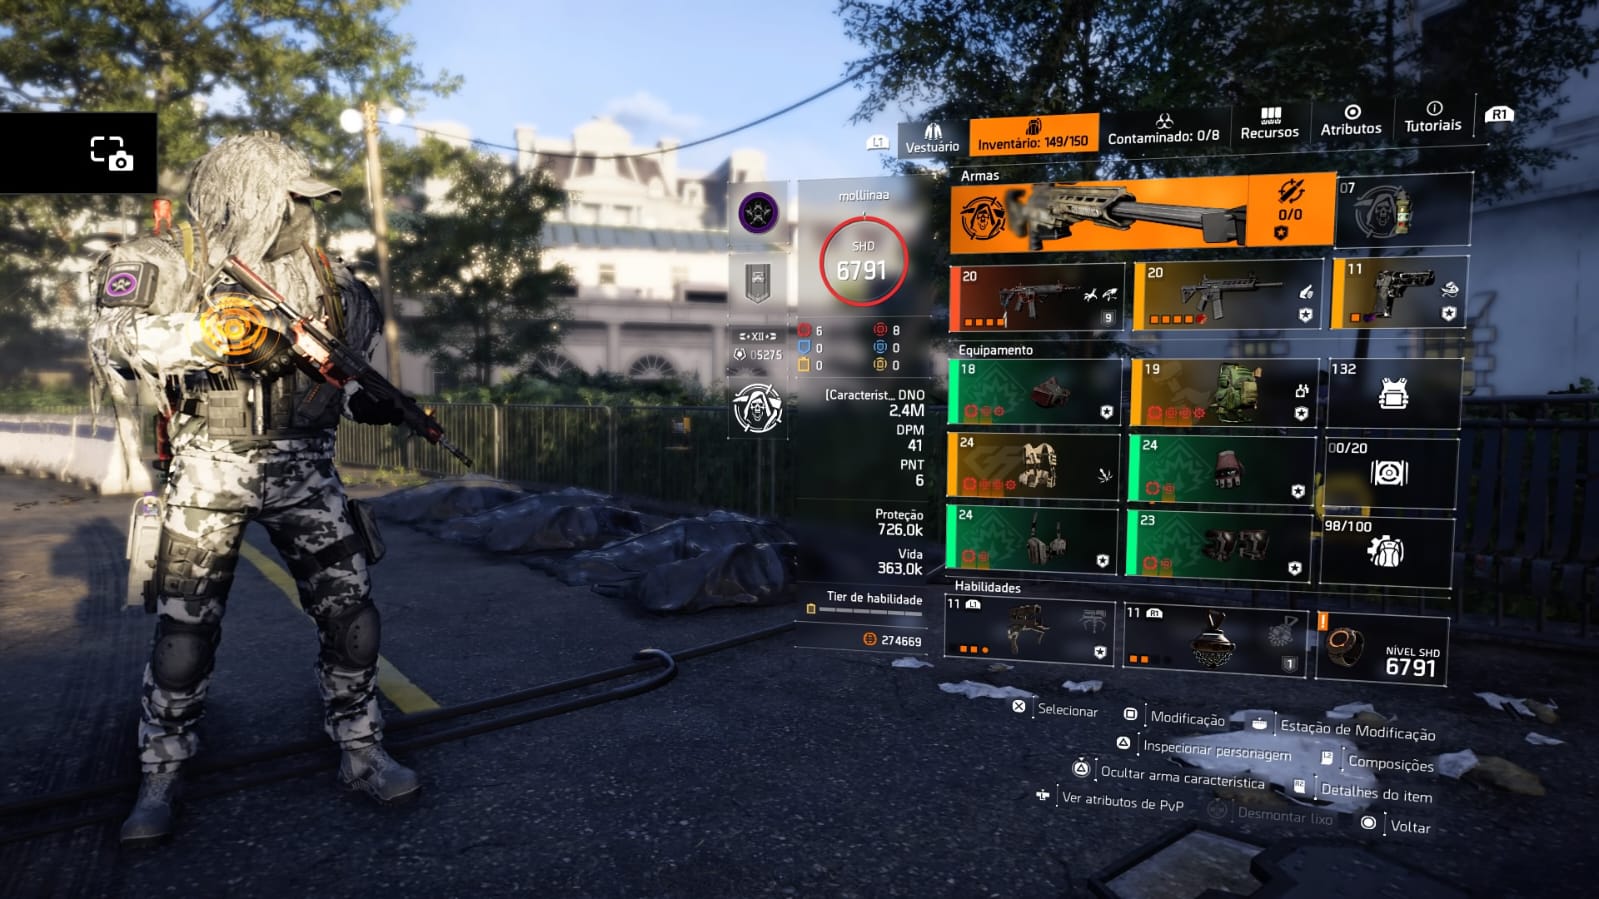 L1
Vestuário
Inventário: 149/150
Contaminado: 0/8
Recursos
Atributos
Tutoriais
R1
Armas
molliinaa
SHD
6791
0/0
07
20
9
20
11
XII
05275
6
8
0
0
0
0
[Característ... DNO
2.4M
DPM
41
PNT
6
Proteção
726.0k
Vida
363.0k
Tier de habilidade
274669
Equipamento
18
19
132
24
24
00/20
24
23
98/100
Habilidades
11 L1
11 R1
1
!
NÍVEL SHD
6791
Selecionar
Modificação
Estação de Modificação
Inspecionar personagem
Composições
Ocultar arma característica
Detalhes do item
Ver atributos de PvP
Desmontar lixo
Voltar